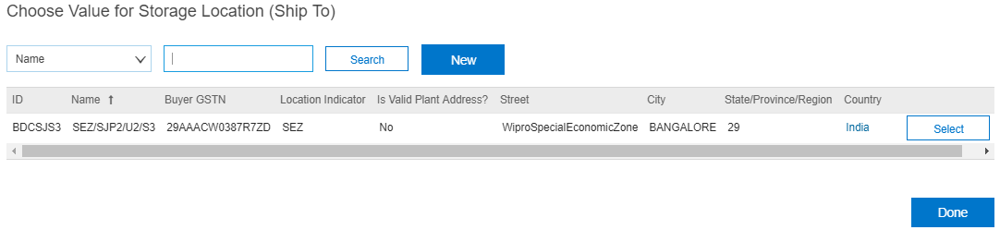 Choose Value for Storage Location (Ship To)
Name Search New
ID Name ↑ Buyer GSTN Location Indicator Is Valid Plant Address? Street City State/Province/Region Country
BDCSJS3 SEZ/SJP2/U2/S3 29AAACW0387R7ZD SEZ No WiproSpecialEconomicZone BANGALORE 29 India Select
Done